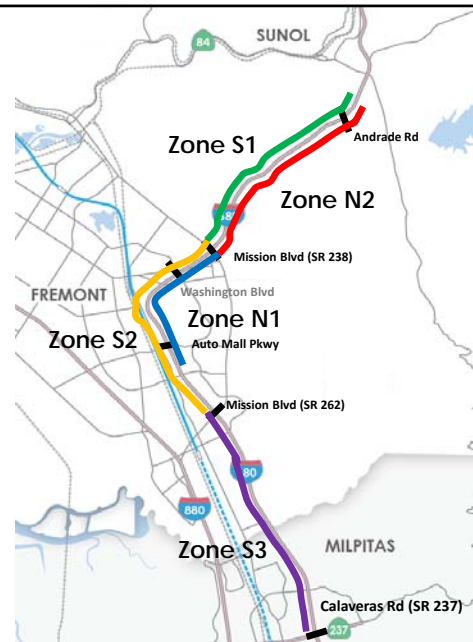 SUNOL
84
Zone S1
Andrade Rd
Zone N2
680
Mission Blvd (SR 238)
Washington Blvd
FREMONT
Zone N1
Zone S2
Auto Mall Pkwy
Mission Blvd (SR 262)
680
880
Zone S3
MILPITAS
Calaveras Rd (SR 237)
237